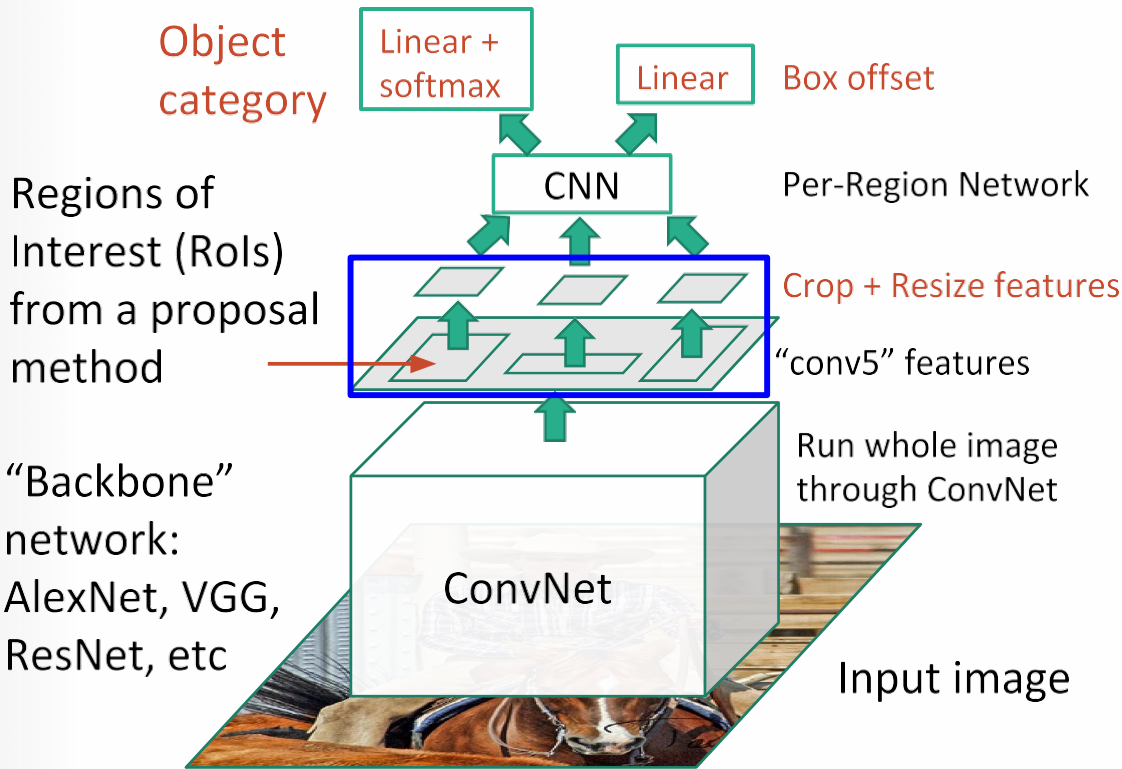 Object
category
Linear +
softmax
Linear
Box offset
CNN
Per-Region Network
Regions of
Interest (RoIs)
from a proposal
method
Crop + Resize features
“conv5” features
Run whole image
through ConvNet
“Backbone”
network:
AlexNet, VGG,
ResNet, etc
ConvNet
Input image